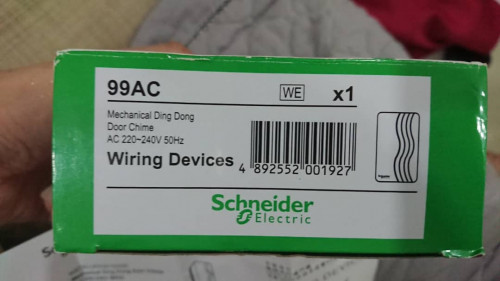 99AC WE x1
Mechanical Ding Dong
Door Chime
AC 220~240V 50Hz
Wiring Devices
4 892552 001927
Schneider
Electric